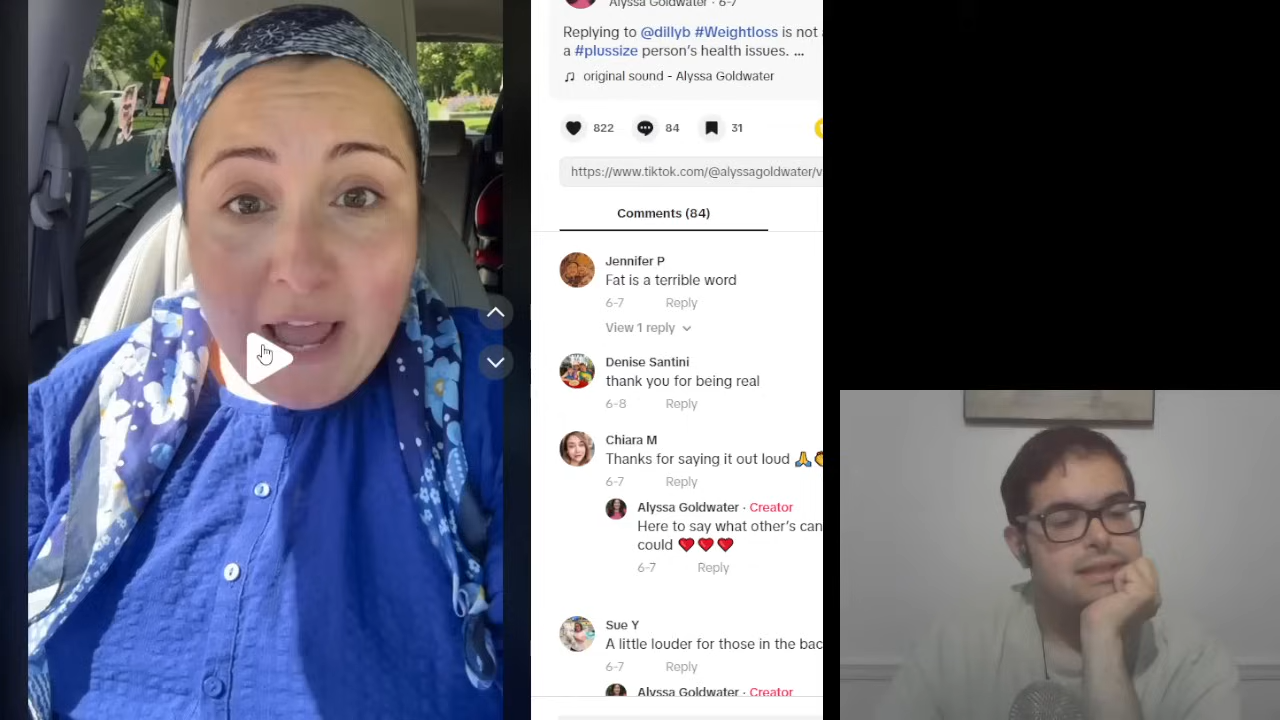 Alyssa Goldwater · 6-7
Replying to @dillyb #Weightloss is not
a #plussize person's health issues. ...
original sound - Alyssa Goldwater
822
84
31
https://www.tiktok.com/@alyssagoldwater/v
Comments (84)
Jennifer P
Fat is a terrible word
6-7 Reply
View 1 reply
Denise Santini
thank you for being real
6-8 Reply
Chiara M
Thanks for saying it out loud 🙏
6-7 Reply
Alyssa Goldwater · Creator
Here to say what other's can
could ❤️❤️❤️
6-7 Reply
Sue Y
A little louder for those in the bac
6-7 Reply
Alyssa Goldwater · Creator